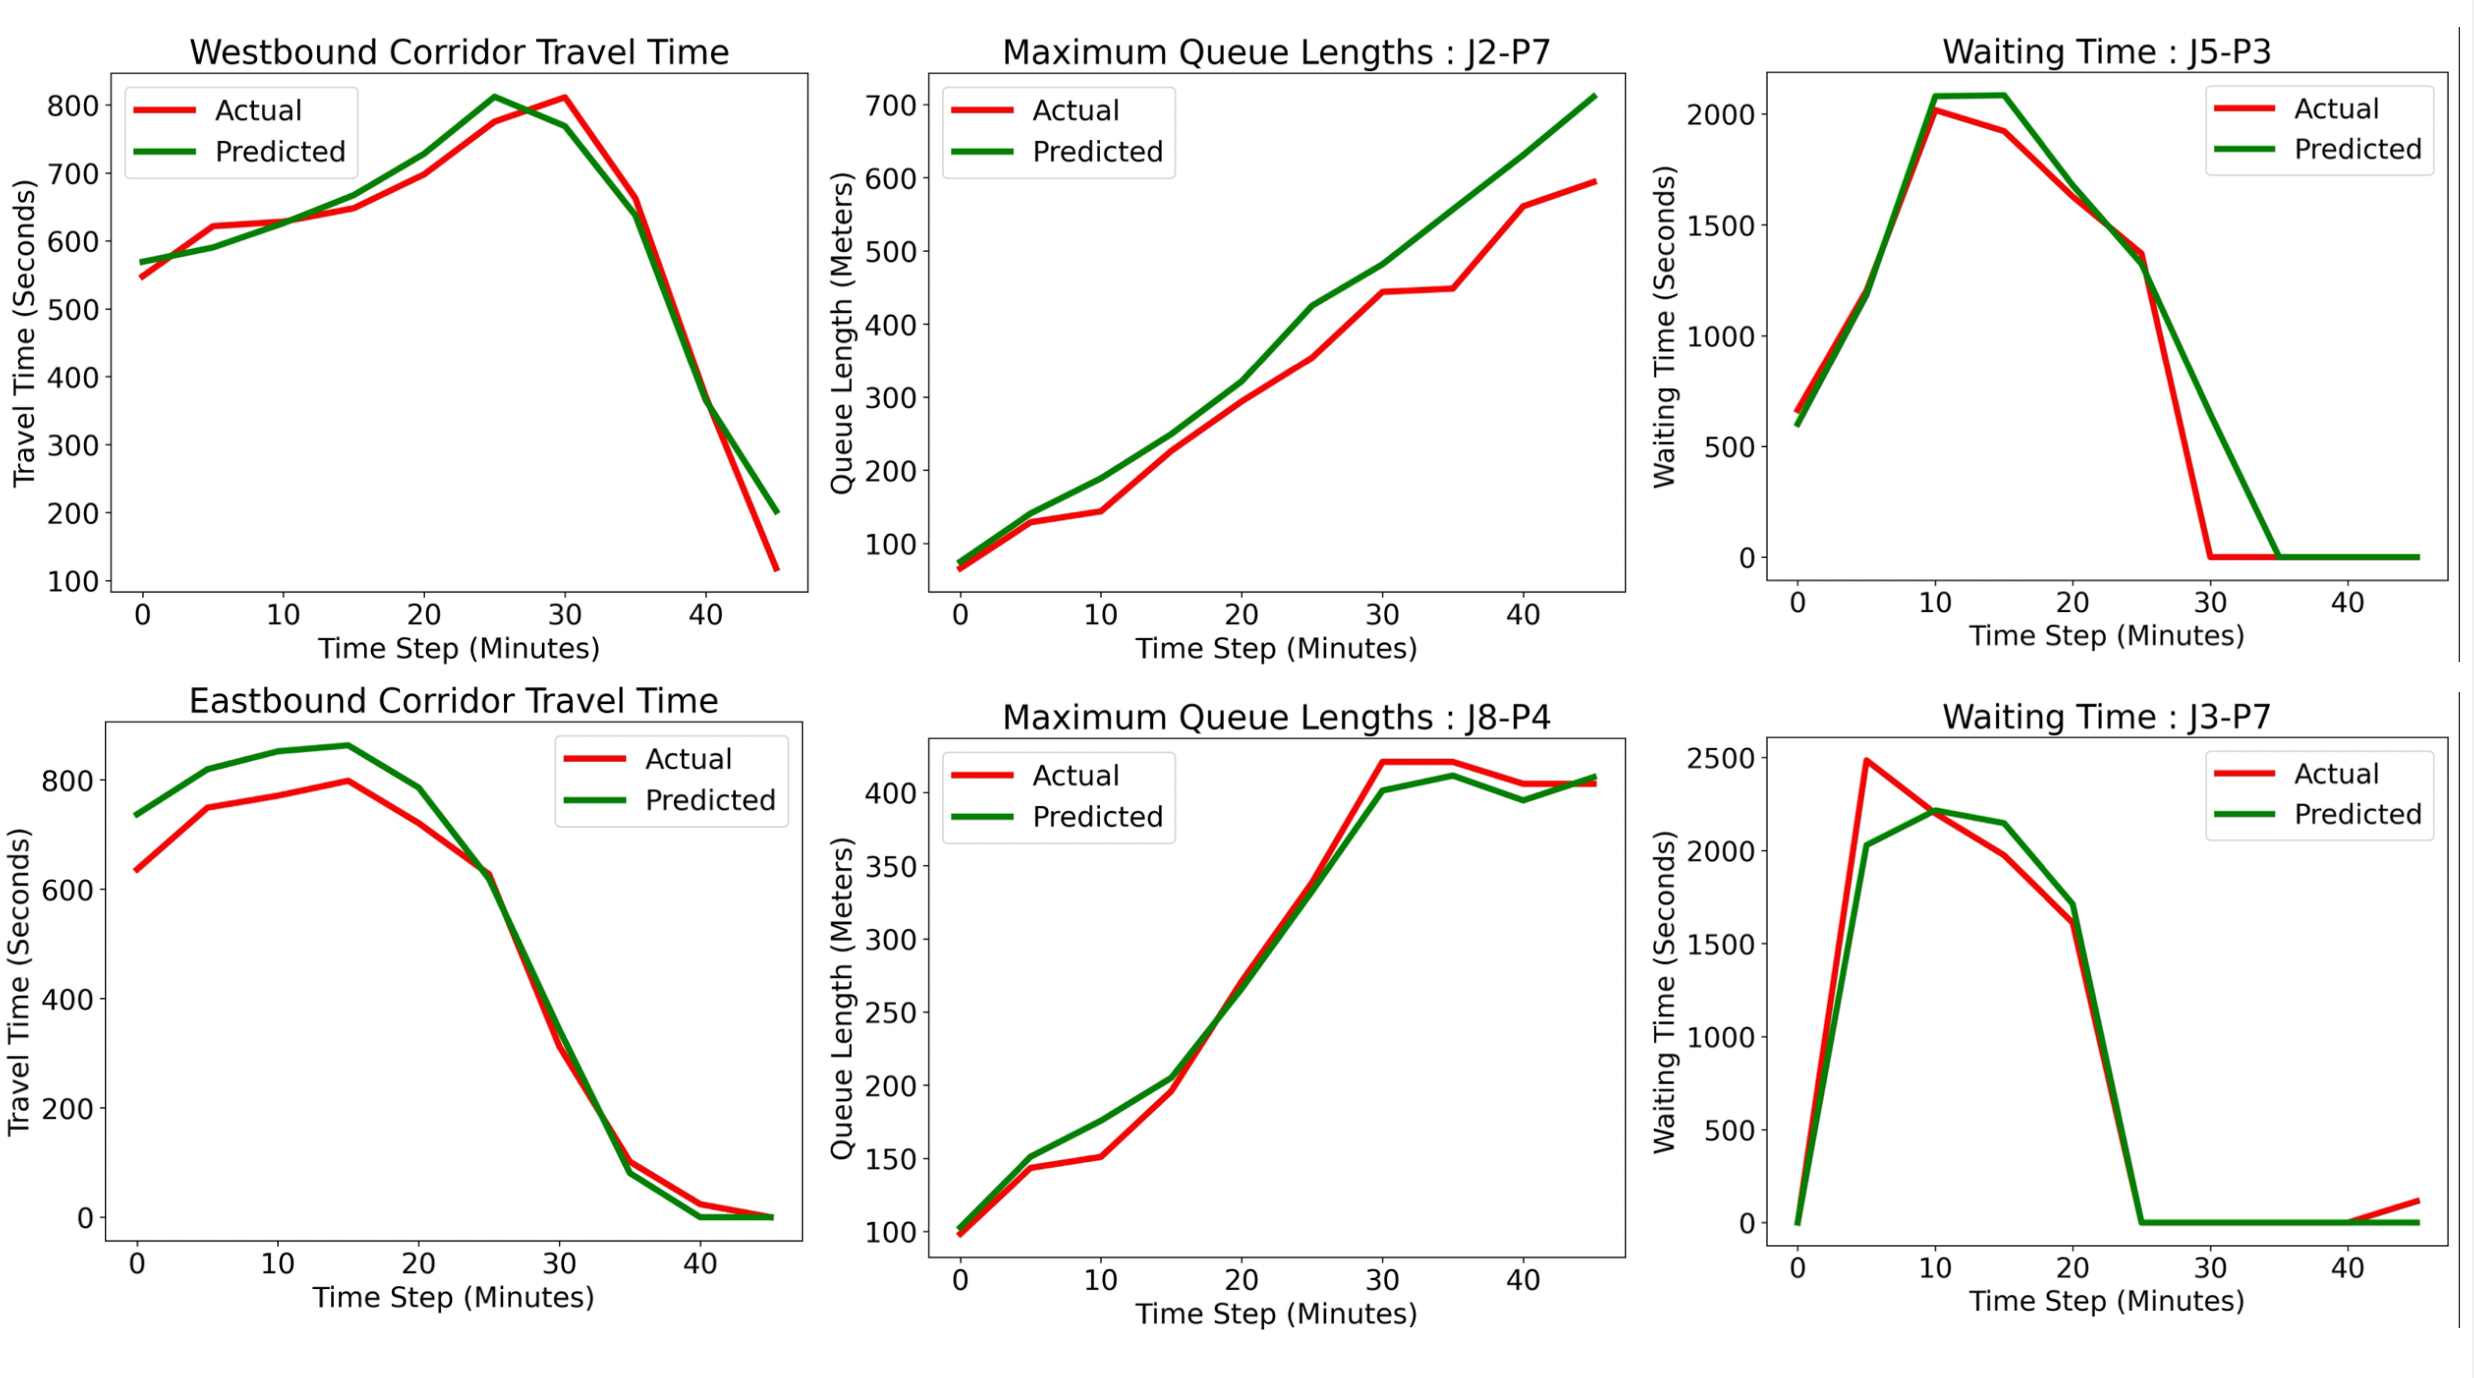 Westbound Corridor Travel Time
Travel Time (Seconds)
800
700
600
500
400
300
200
100
Actual
Predicted
0 10 20 30 40
Time Step (Minutes)
Maximum Queue Lengths : J2-P7
Queue Length (Meters)
700
600
500
400
300
200
100
Actual
Predicted
0 10 20 30 40
Time Step (Minutes)
Waiting Time : J5-P3
Waiting Time (Seconds)
2000
1500
1000
500
0
Actual
Predicted
0 10 20 30 40
Time Step (Minutes)
Eastbound Corridor Travel Time
Travel Time (Seconds)
800
600
400
200
0
Actual
Predicted
0 10 20 30 40
Time Step (Minutes)
Maximum Queue Lengths : J8-P4
Queue Length (Meters)
400
350
300
250
200
150
100
Actual
Predicted
0 10 20 30 40
Time Step (Minutes)
Waiting Time : J3-P7
Waiting Time (Seconds)
2500
2000
1500
1000
500
0
Actual
Predicted
0 10 20 30 40
Time Step (Minutes)